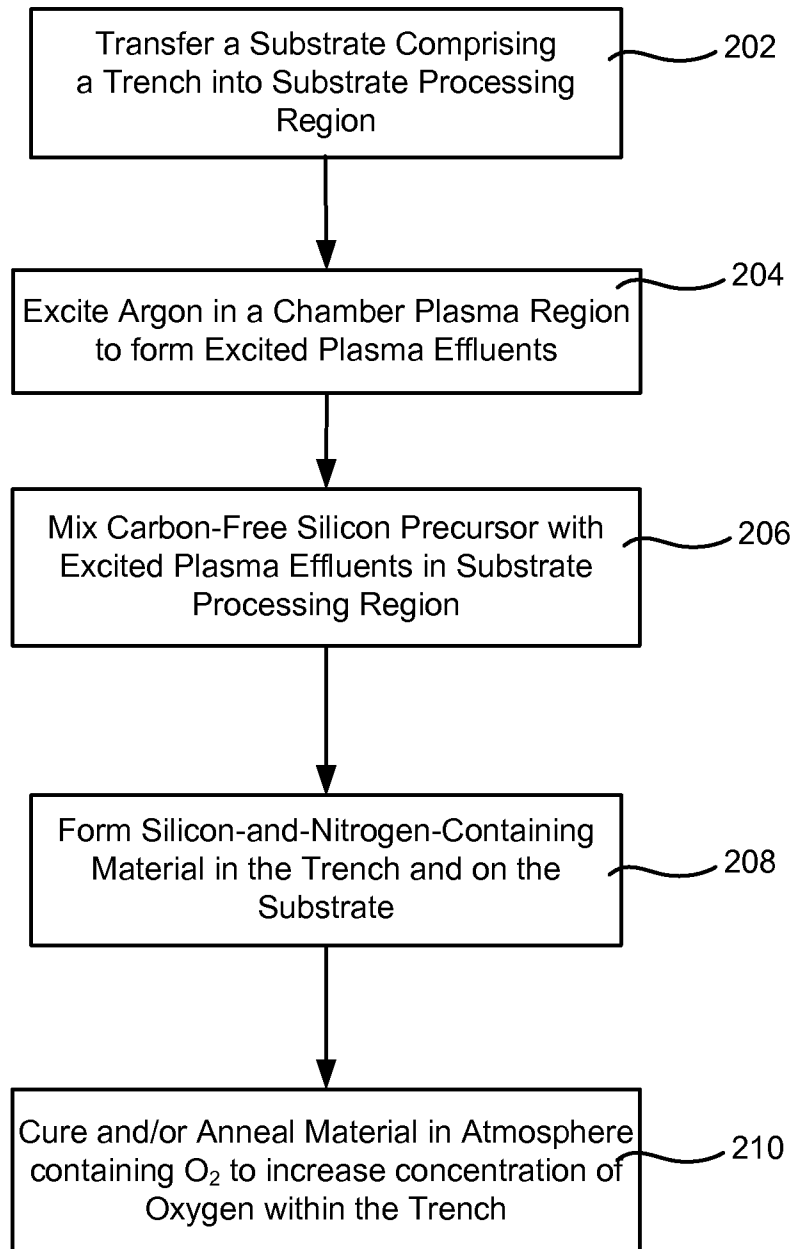 Transfer a Substrate Comprising
a Trench into Substrate Processing
Region
202
Excite Argon in a Chamber Plasma Region
to form Excited Plasma Effluents
204
Mix Carbon-Free Silicon Precursor with
Excited Plasma Effluents in Substrate
Processing Region
206
Form Silicon-and-Nitrogen-Containing
Material in the Trench and on the
Substrate
208
Cure and/or Anneal Material in Atmosphere
containing O₂ to increase concentration of
Oxygen within the Trench
210